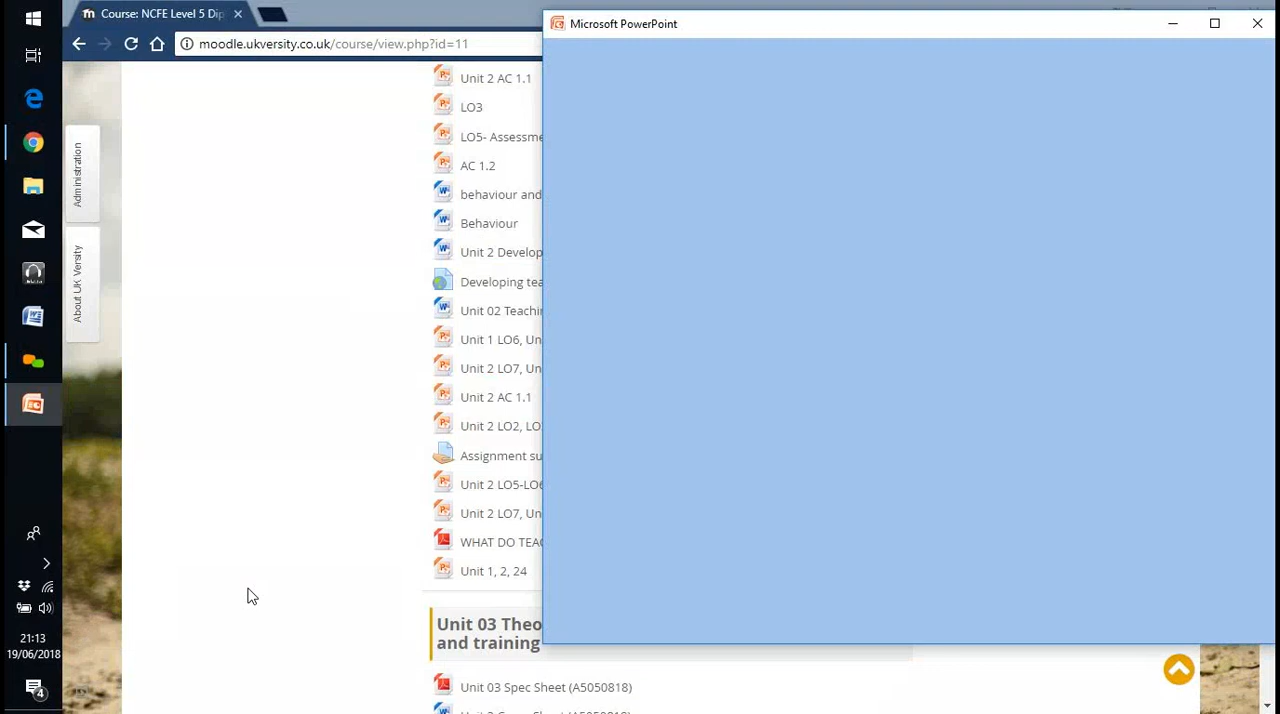 Course: NCFE Level 5 Dip
Microsoft PowerPoint
moodle.ukversity.co.uk/course/view.php?id=11
Administration
About UK Versity
Unit 2 AC 1.1
LO3
LO5- Assessme
AC 1.2
behaviour and
Behaviour
Unit 2 Develop
Developing tea
Unit 02 Teachin
Unit 1 LO6, Un
Unit 2 LO7, Un
Unit 2 AC 1.1
Unit 2 LO2, LO
Assignment su
Unit 2 LO5-LO6
Unit 2 LO7, Un
WHAT DO TEAC
Unit 1, 2, 24
Unit 03 Theo
and training
Unit 03 Spec Sheet (A5050818)
21:13
19/06/2018
4